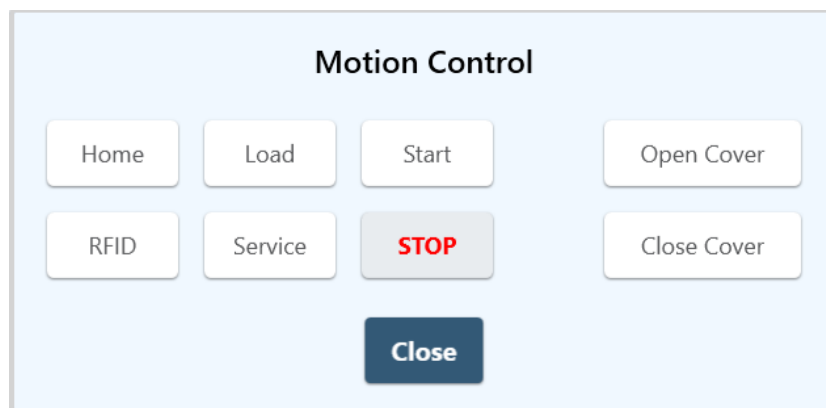 Motion Control
Home Load Start Open Cover
RFID Service STOP Close Cover
Close